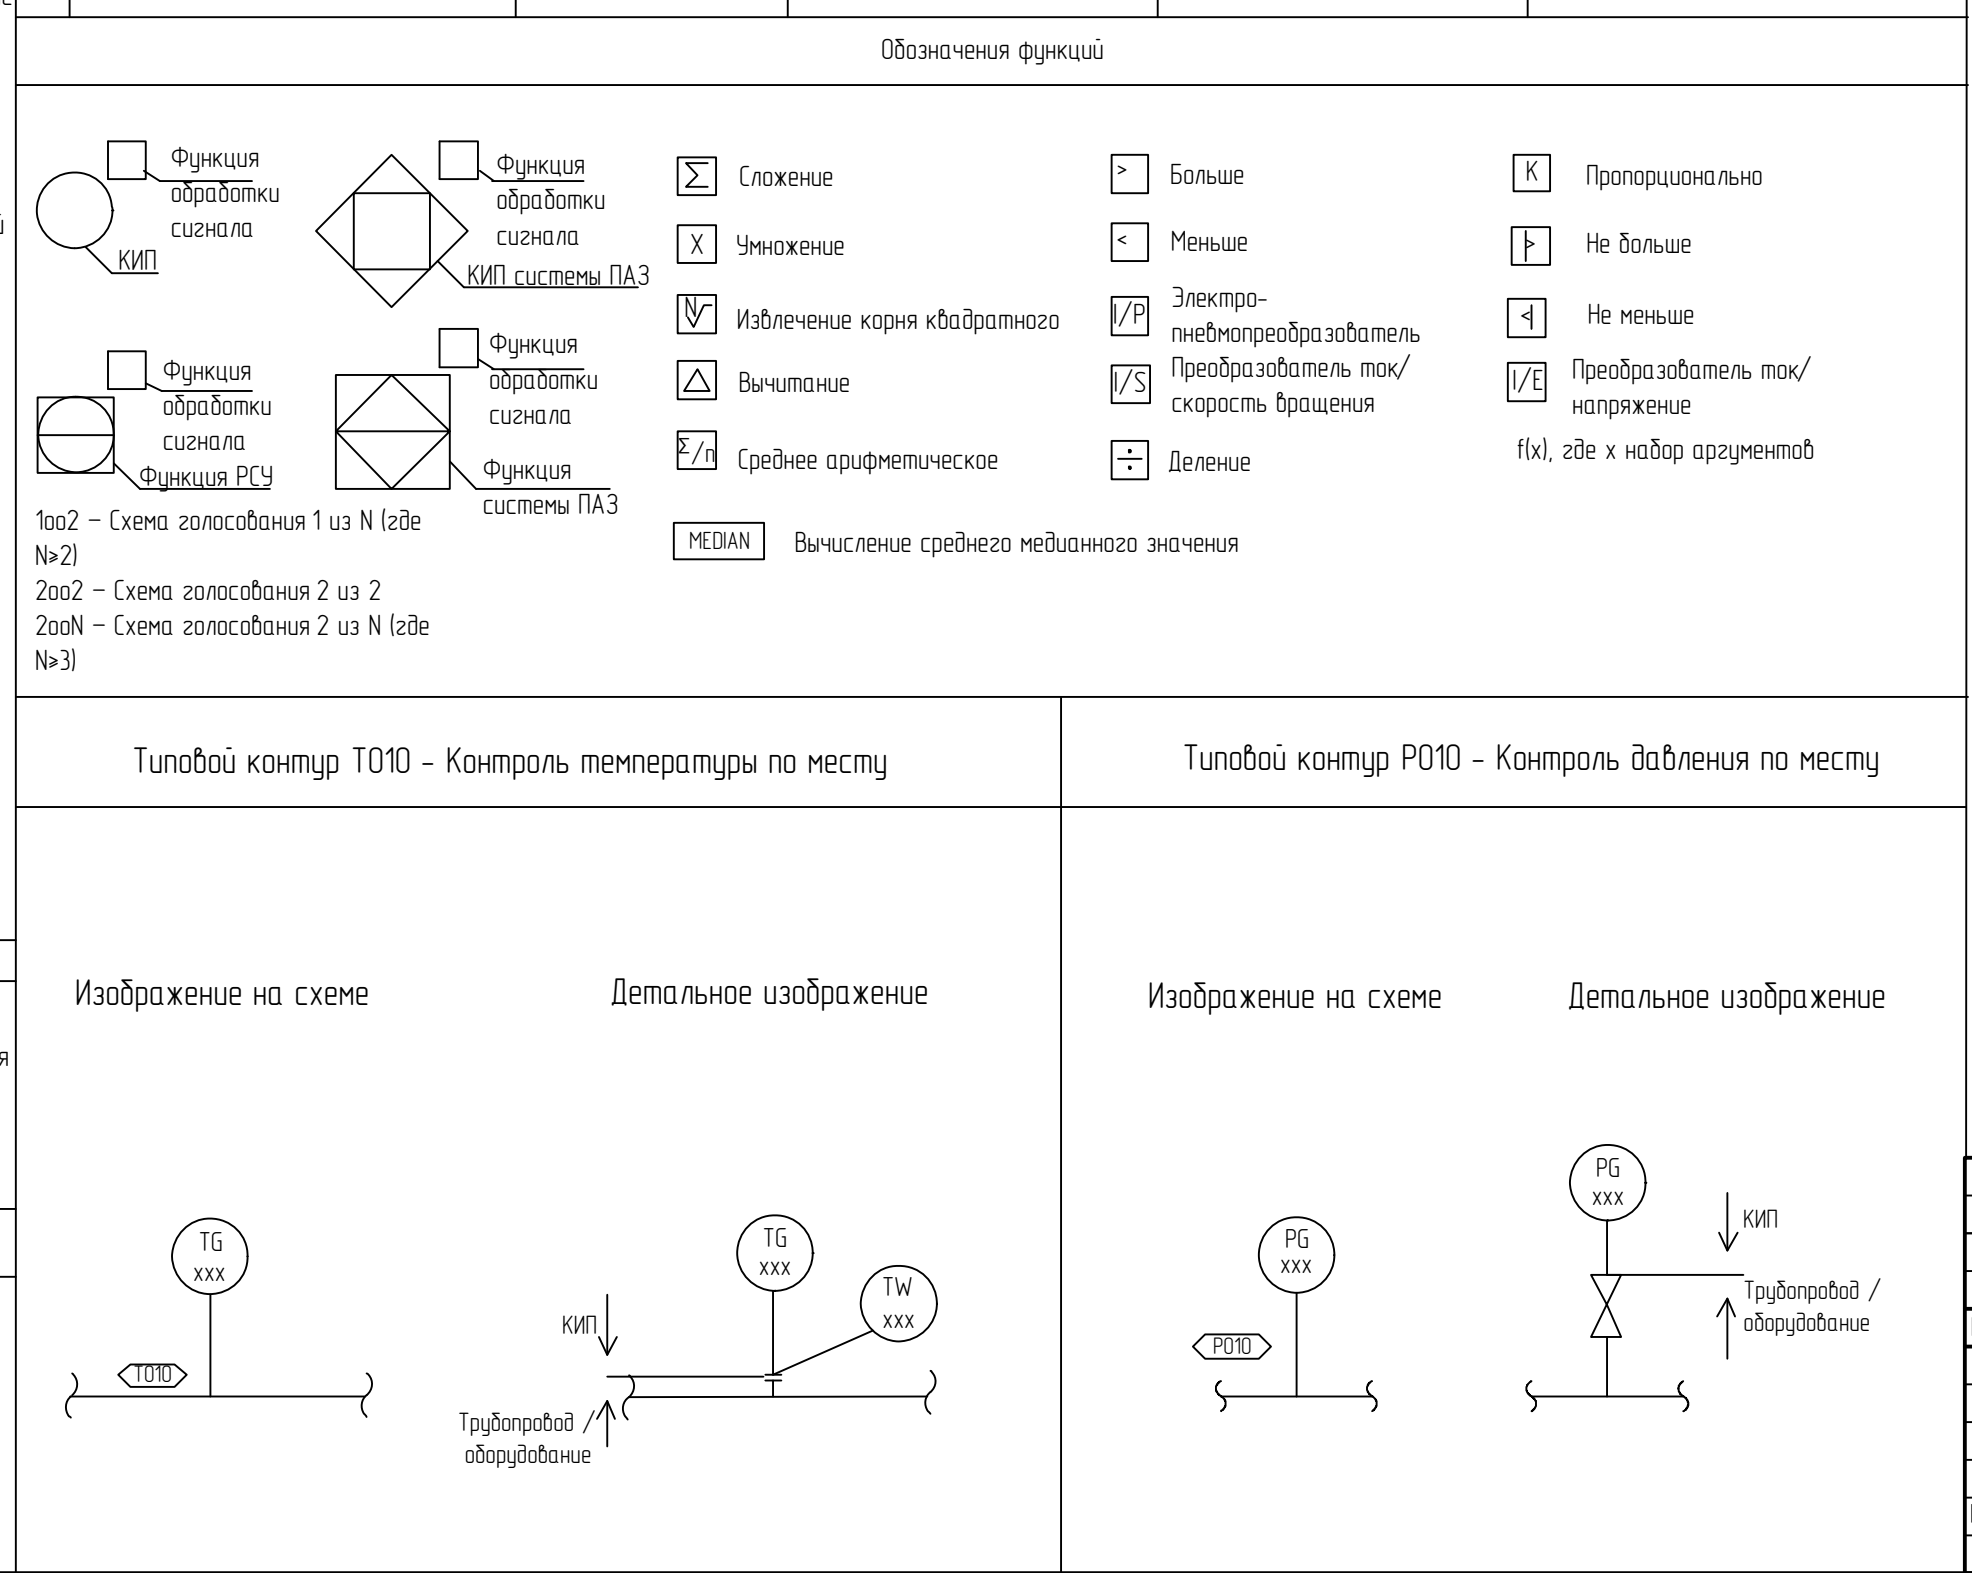 Обозначения функций
Функция
обработки
сигнала
КИП
Функция
обработки
сигнала
КИП системы ПАЗ
Функция
обработки
сигнала
Функция РСУ
Функция
обработки
сигнала
Функция
системы ПАЗ
1оо2 – Схема голосования 1 из N (где
N≥2)
2оо2 – Схема голосования 2 из 2
2ооN – Схема голосования 2 из N (где
N≥3)
Σ Сложение
X Умножение
N√ Извлечение корня квадратного
△ Вычитание
Σ/n Среднее арифметическое
MEDIAN Вычисление среднего медианного значения
> Больше
< Меньше
I/P Электро-
пневмопреобразователь
I/S Преобразователь ток/
скорость вращения
÷ Деление
K Пропорционально
Не больше
Не меньше
I/E Преобразователь ток/
напряжение
f(x), где x набор аргументов
Типовой контур Т010 - Контроль температуры по месту
Изображение на схеме
Детальное изображение
TG
xxx
T010
TG
xxx
TW
xxx
КИП
Трубопровод /
оборудование
Типовой контур Р010 - Контроль давления по месту
Изображение на схеме
Детальное изображение
PG
xxx
P010
PG
xxx
КИП
Трубопровод /
оборудование